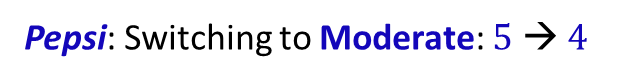 Pepsi: Switching to Moderate: 5 → 4